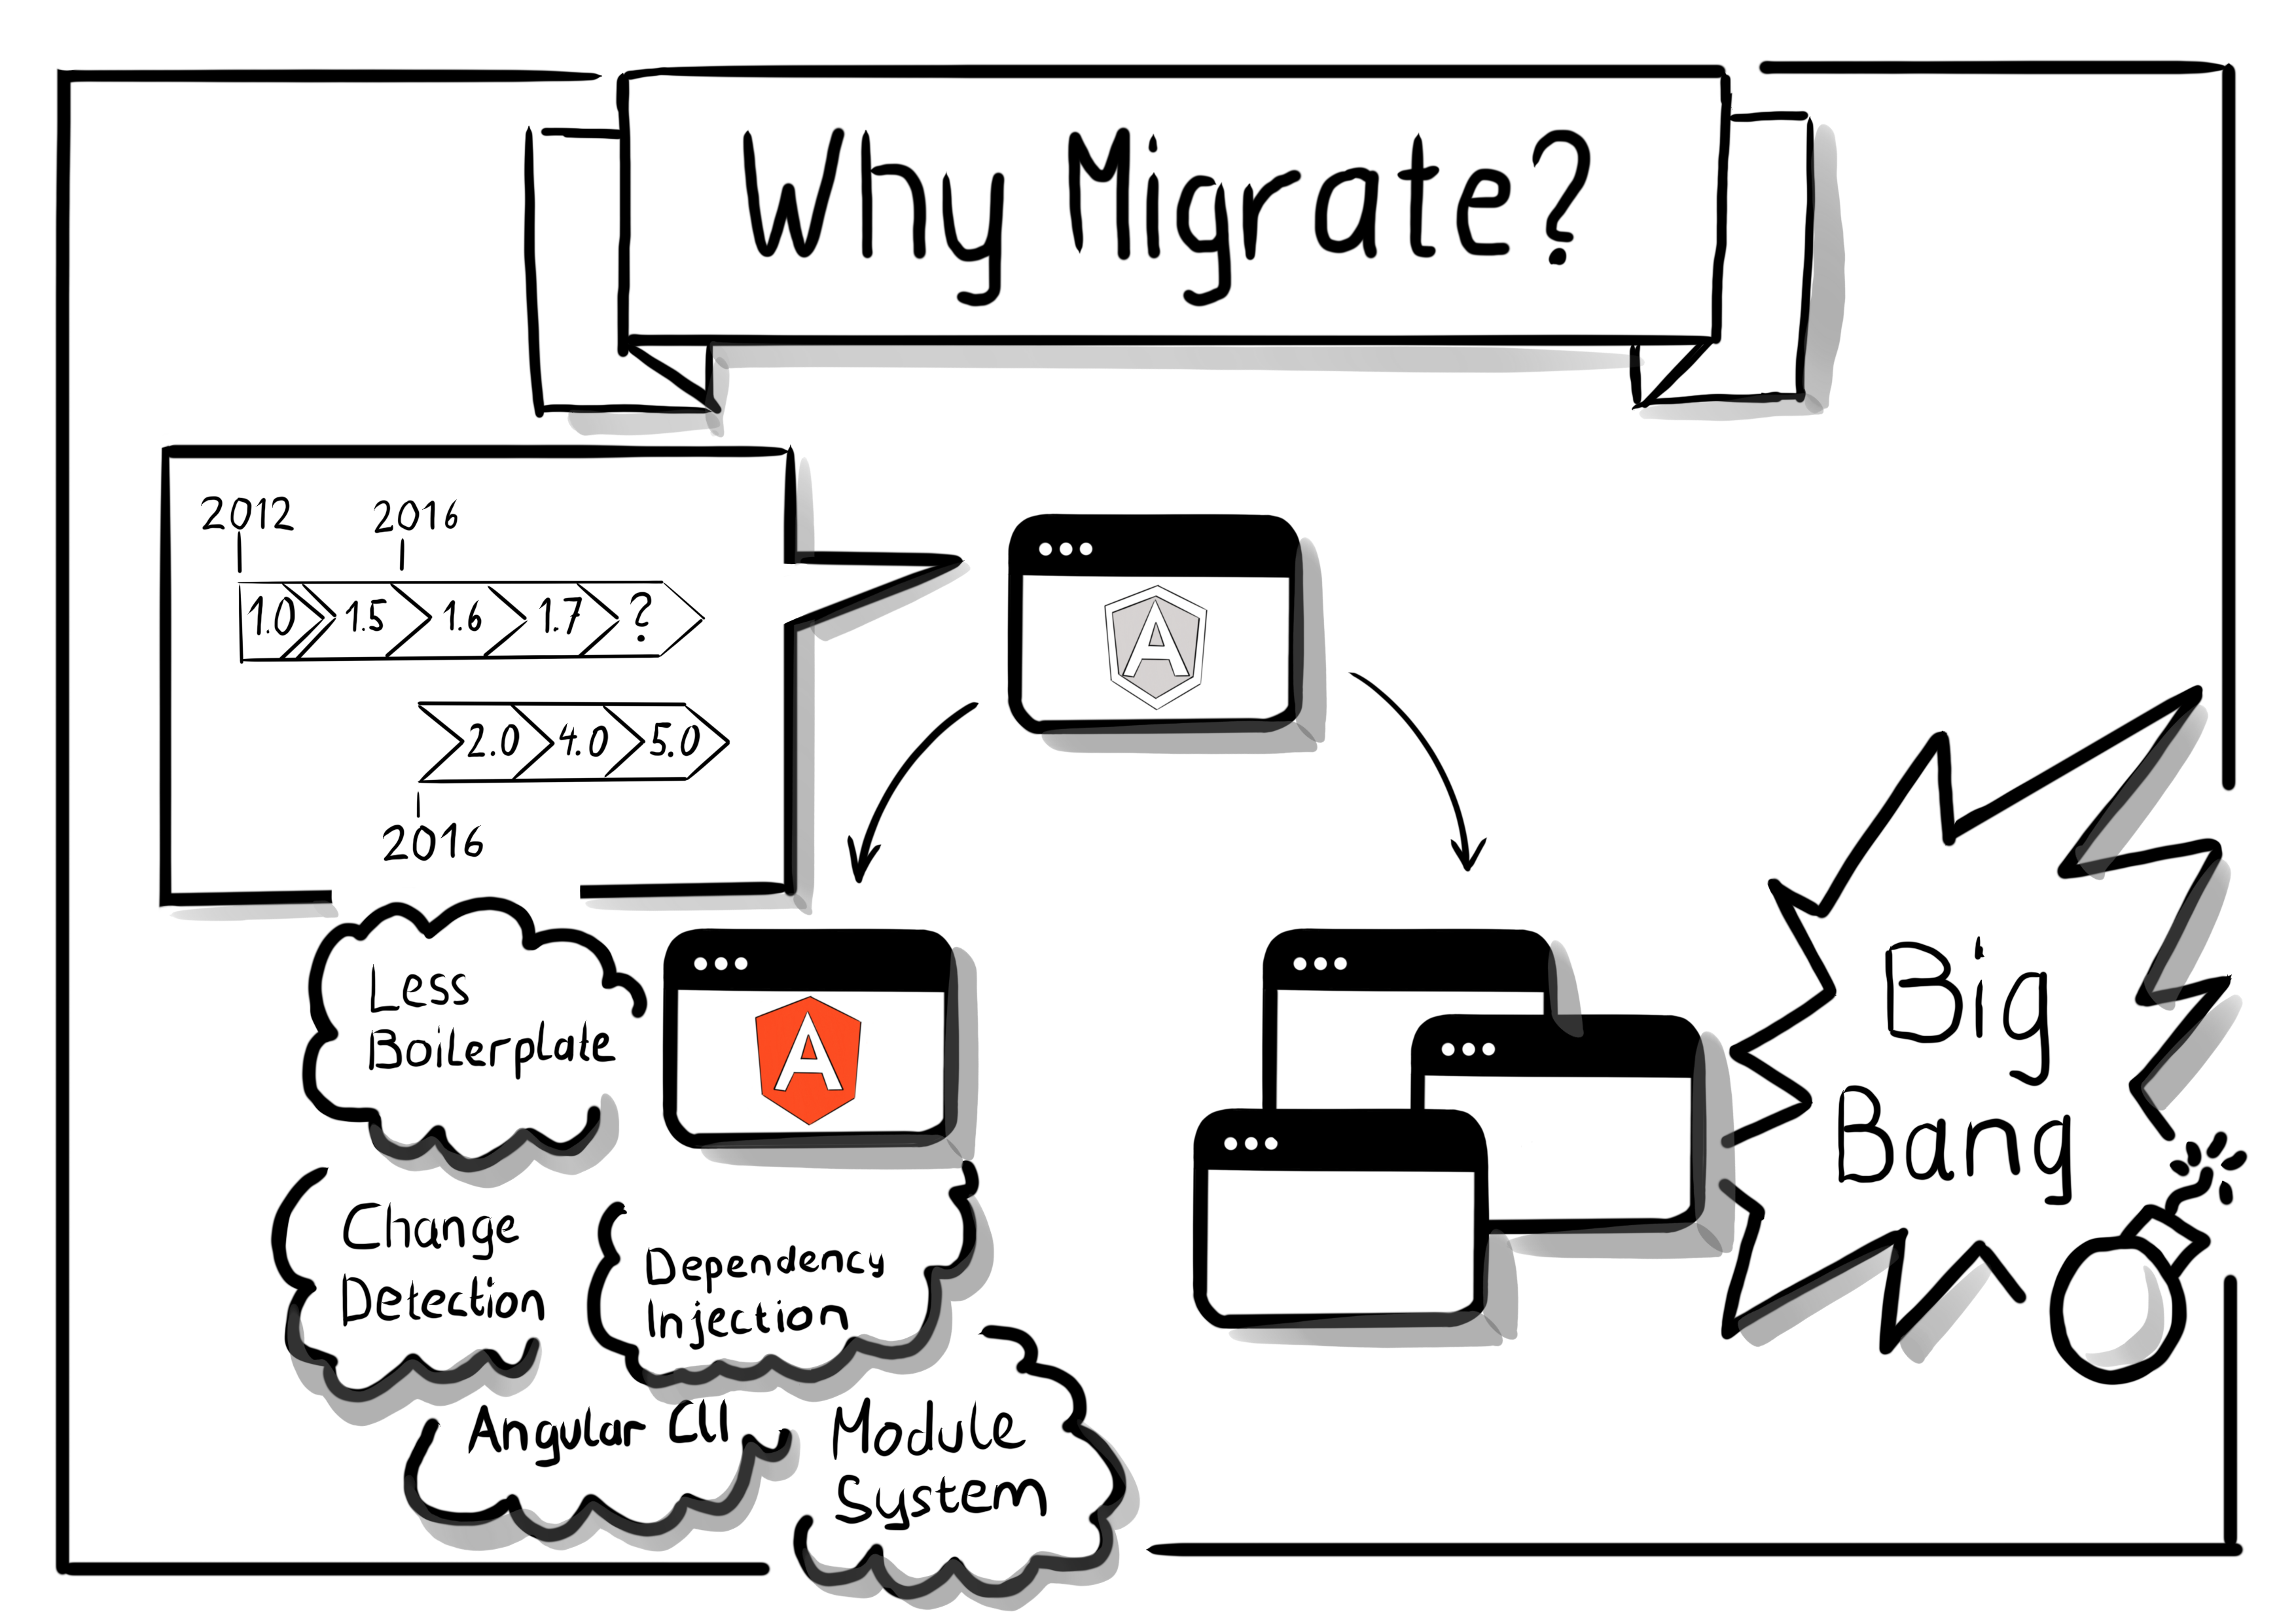 Why Migrate?
2012 2016
1.0 1.5 1.6 1.7 ?
2.0 4.0 5.0
2016
A
Less
Boilerplate
A
Change
Detection
Dependency
Injection
Angular CLI
Module
System
Big
Bang